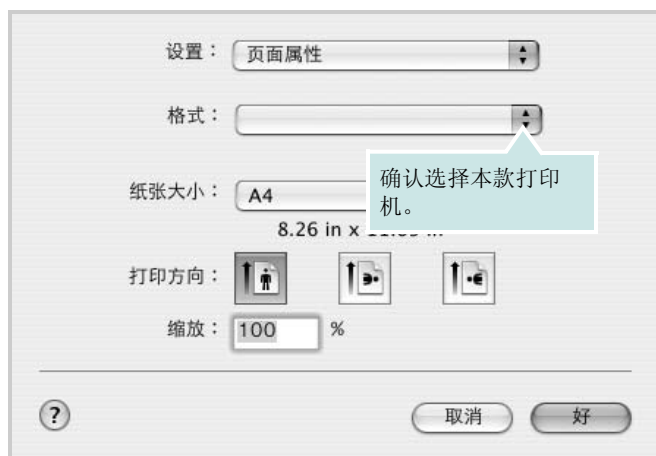 设置：
页面属性
格式：
确认选择本款打印
机。
纸张大小：
A4
8.26 in x
打印方向：
缩放：
100
%
?
取消
好